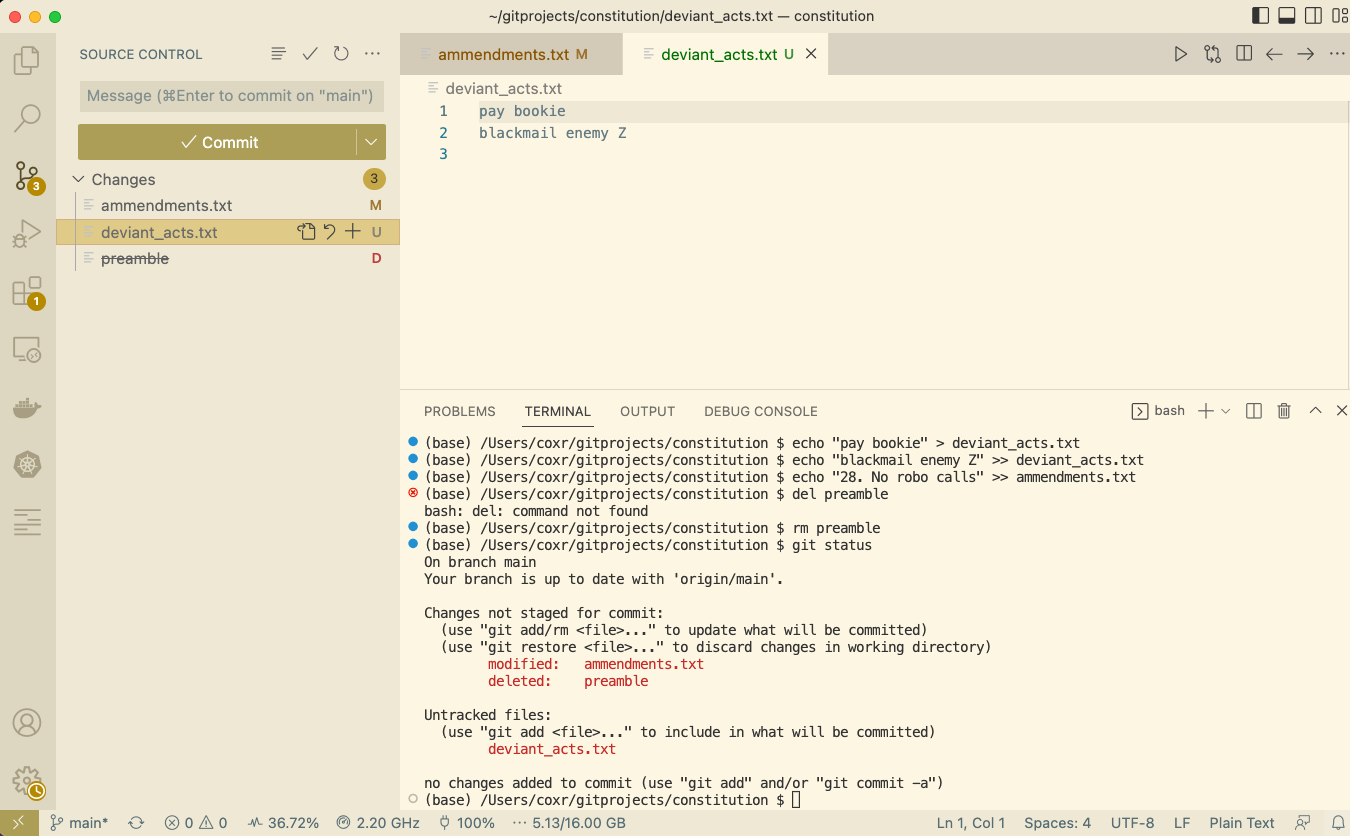 ~/gitprojects/constitution/deviant_acts.txt — constitution
SOURCE CONTROL
Message (⌘Enter to commit on "main")
Commit
Changes 3
ammendments.txt M
deviant_acts.txt U
preamble D
3
1
ammendments.txt M
deviant_acts.txt U
deviant_acts.txt
1 pay bookie
2 blackmail enemy Z
3
PROBLEMS TERMINAL OUTPUT DEBUG CONSOLE
bash
(base) /Users/coxr/gitprojects/constitution $ echo "pay bookie" > deviant_acts.txt
(base) /Users/coxr/gitprojects/constitution $ echo "blackmail enemy Z" >> deviant_acts.txt
(base) /Users/coxr/gitprojects/constitution $ echo "28. No robo calls" >> ammendments.txt
(base) /Users/coxr/gitprojects/constitution $ del preamble
bash: del: command not found
(base) /Users/coxr/gitprojects/constitution $ rm preamble
(base) /Users/coxr/gitprojects/constitution $ git status
On branch main
Your branch is up to date with 'origin/main'.
Changes not staged for commit:
(use "git add/rm <file>..." to update what will be committed)
(use "git restore <file>..." to discard changes in working directory)
modified: ammendments.txt
deleted: preamble
Untracked files:
(use "git add <file>..." to include in what will be committed)
deviant_acts.txt
no changes added to commit (use "git add" and/or "git commit -a")
(base) /Users/coxr/gitprojects/constitution $
main* 0 0 36.72% 2.20 GHz 100% 5.13/16.00 GB Ln 1, Col 1 Spaces: 4 UTF-8 LF Plain Text